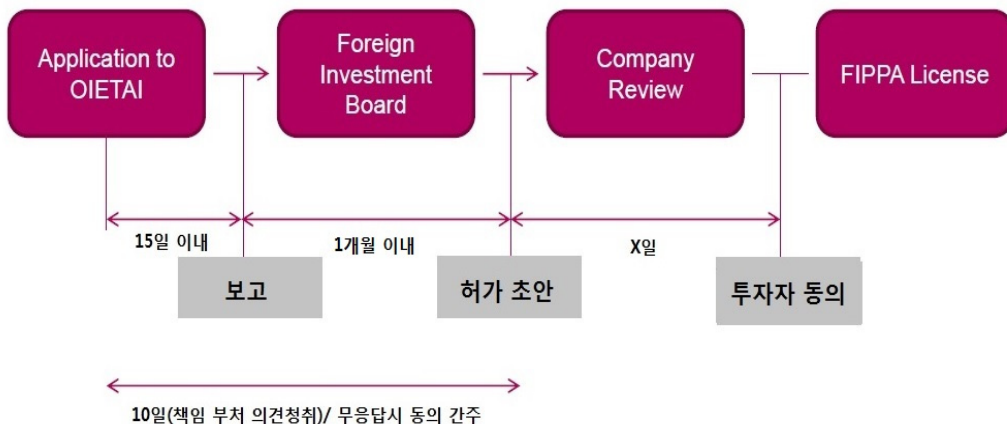 Application to
OIETAI
Foreign
Investment
Board
Company
Review
FIPPA License
15일 이내
1개월 이내
X일
보고
허가 초안
투자자 동의
10일(책임 부처 의견청취)/ 무응답시 동의 간주